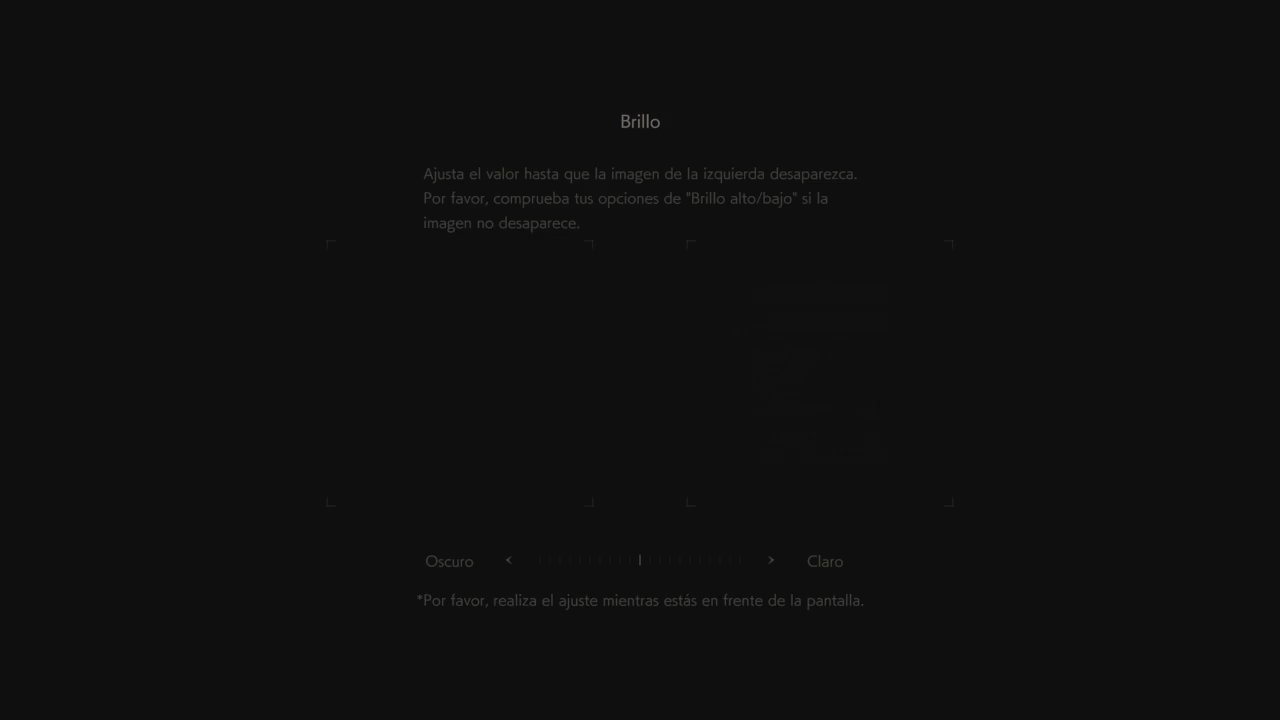 Brillo
Ajusta el valor hasta que la imagen de la izquierda desaparezca.
Por favor, comprueba tus opciones de "Brillo alto/bajo" si la
imagen no desaparece.
Oscuro < > Claro
*Por favor, realiza el ajuste mientras estás en frente de la pantalla.